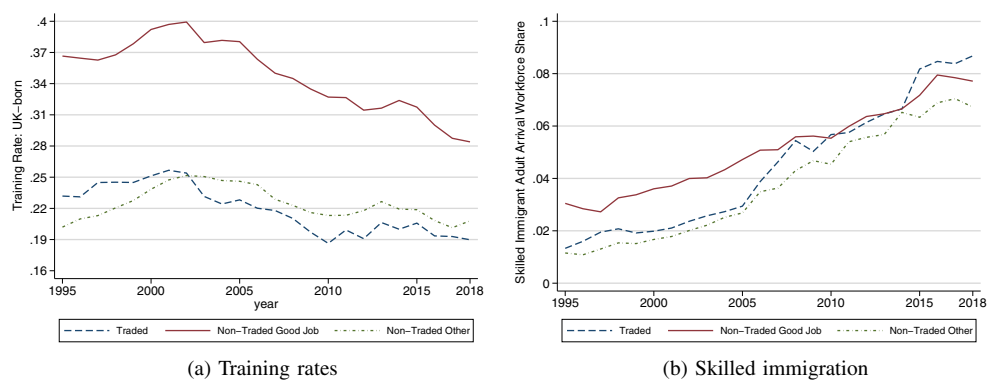 Training Rate: UK−born
.4
.37
.34
.31
.28
.25
.22
.19
.16
1995 2000 2005 2010 2015 2018
year
Traded Non−Traded Good Job Non−Traded Other
(a) Training rates
Skilled Immigrant Adult Arrival Workforce Share
.1
.08
.06
.04
.02
0
1995 2000 2005 2010 2015 2018
Traded Non−Traded Good Job Non−Traded Other
(b) Skilled immigration